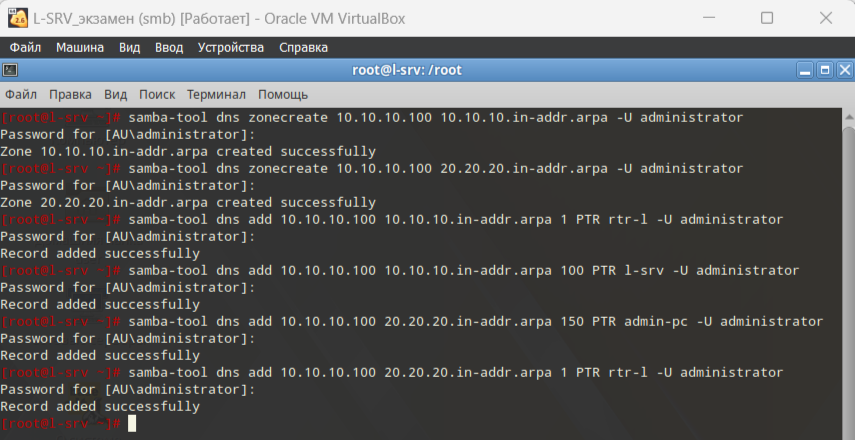 L-SRV_экзамен (smb) [Работает] - Oracle VM VirtualBox
Файл Машина Вид Ввод Устройства Справка
root@l-srv: /root
Файл Правка Вид Поиск Терминал Помощь
[root@l-srv ~]# samba-tool dns zonecreate 10.10.10.100 10.10.10.in-addr.arpa -U administrator
Password for [AU\administrator]:
Zone 10.10.10.in-addr.arpa created successfully
[root@l-srv ~]# samba-tool dns zonecreate 10.10.10.100 20.20.20.in-addr.arpa -U administrator
Password for [AU\administrator]:
Zone 20.20.20.in-addr.arpa created successfully
[root@l-srv ~]# samba-tool dns add 10.10.10.100 10.10.10.in-addr.arpa 1 PTR rtr-l -U administrator
Password for [AU\administrator]:
Record added successfully
[root@l-srv ~]# samba-tool dns add 10.10.10.100 10.10.10.in-addr.arpa 100 PTR l-srv -U administrator
Password for [AU\administrator]:
Record added successfully
[root@l-srv ~]# samba-tool dns add 10.10.10.100 20.20.20.in-addr.arpa 150 PTR admin-pc -U administrator
Password for [AU\administrator]:
Record added successfully
[root@l-srv ~]# samba-tool dns add 10.10.10.100 20.20.20.in-addr.arpa 1 PTR rtr-l -U administrator
Password for [AU\administrator]:
Record added successfully
[root@l-srv ~]#